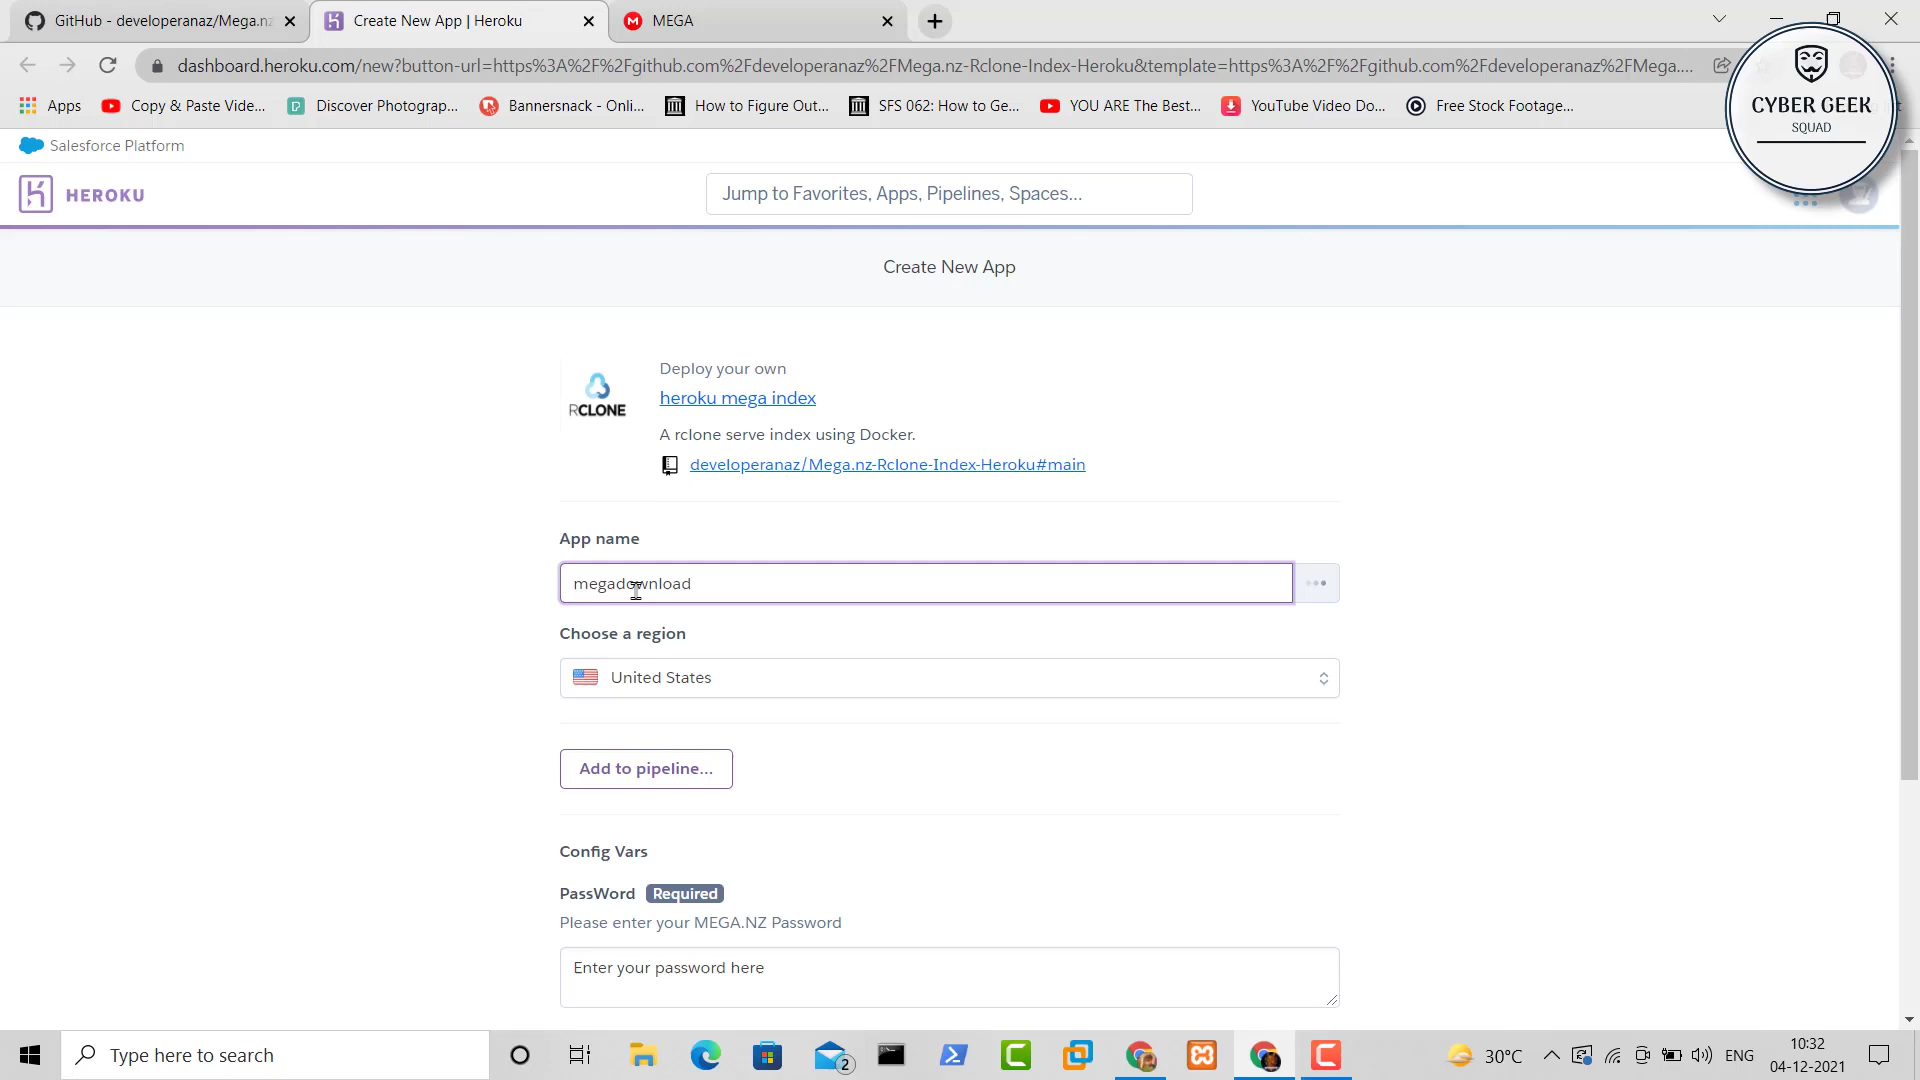 GitHub - developeranaz/Mega.nz
Create New App | Heroku
MEGA
dashboard.heroku.com/new?button-url=https%3A%2F%2Fgithub.com%2Fdeveloperanaz%2FMega.nz-Rclone-Index-Heroku&template=https%3A%2F%2Fgithub.com%2Fdeveloperanaz%2FMega....
Apps
Copy & Paste Vide...
Discover Photograp...
Bannersnack - Onli...
How to Figure Out...
SFS 062: How to Ge...
YOU ARE The Best...
YouTube Video Do...
Free Stock Footage...
CYBER GEEK
SQUAD
Salesforce Platform
HEROKU
Jump to Favorites, Apps, Pipelines, Spaces...
Create New App
Deploy your own
RCLONE
heroku mega index
A rclone serve index using Docker.
developeranaz/Mega.nz-Rclone-Index-Heroku#main
App name
megadownload
Choose a region
United States
Add to pipeline...
Config Vars
PassWord Required
Please enter your MEGA.NZ Password
Enter your password here
Type here to search
2
30°C
ENG
10:32
04-12-2021